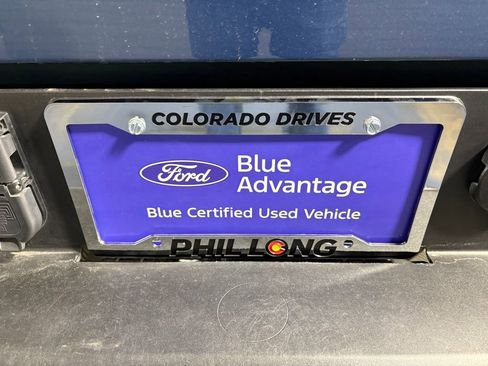 COLORADO DRIVES
Ford
Blue
Advantage
Blue Certified Used Vehicle
PHIL LONG